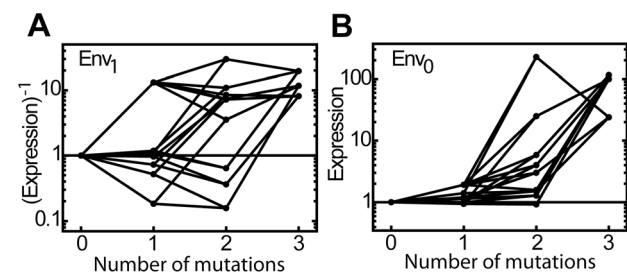 A
Env₁
(Expression)⁻¹
10
1
0.1
0 1 2 3
Number of mutations
B
Env₀
Expression
100
10
1
0 1 2 3
Number of mutations